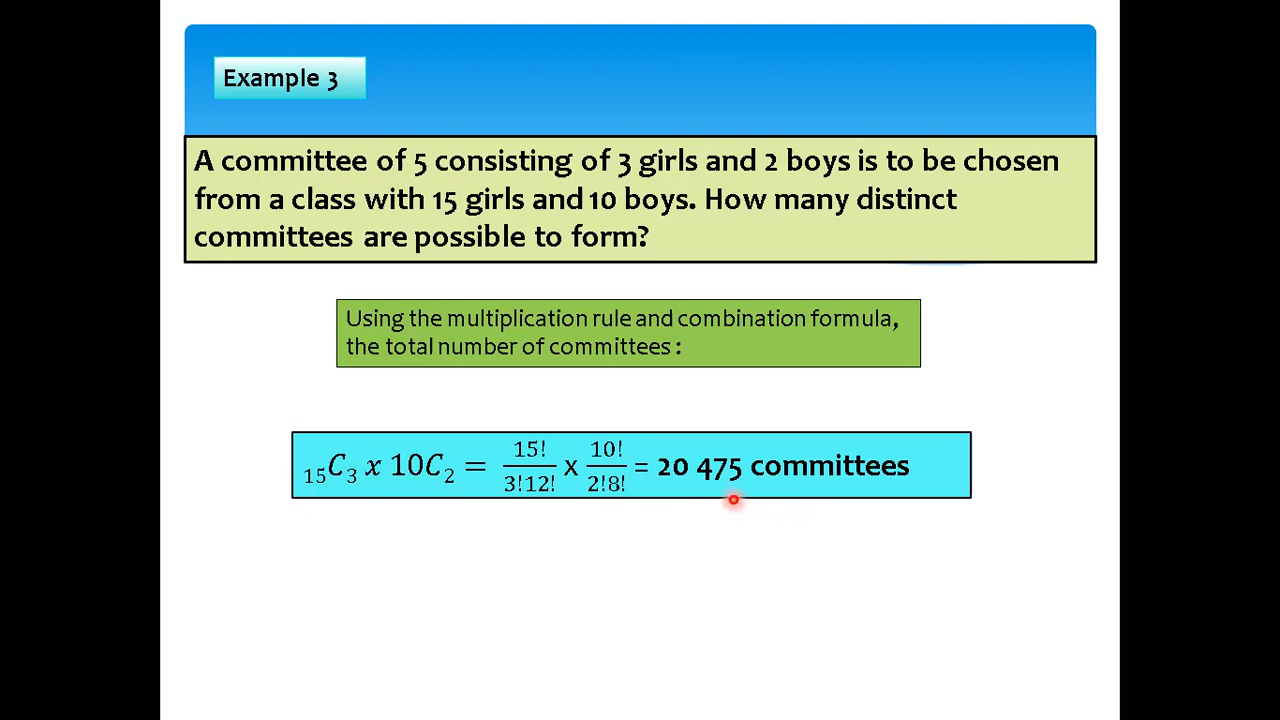 Example 3
A committee of 5 consisting of 3 girls and 2 boys is to be chosen
from a class with 15 girls and 10 boys. How many distinct
committees are possible to form?
Using the multiplication rule and combination formula,
the total number of committees :
₁₅C₃ x 10C₂ = 15!/3!12! x 10!/2!8! = 20 475 committees